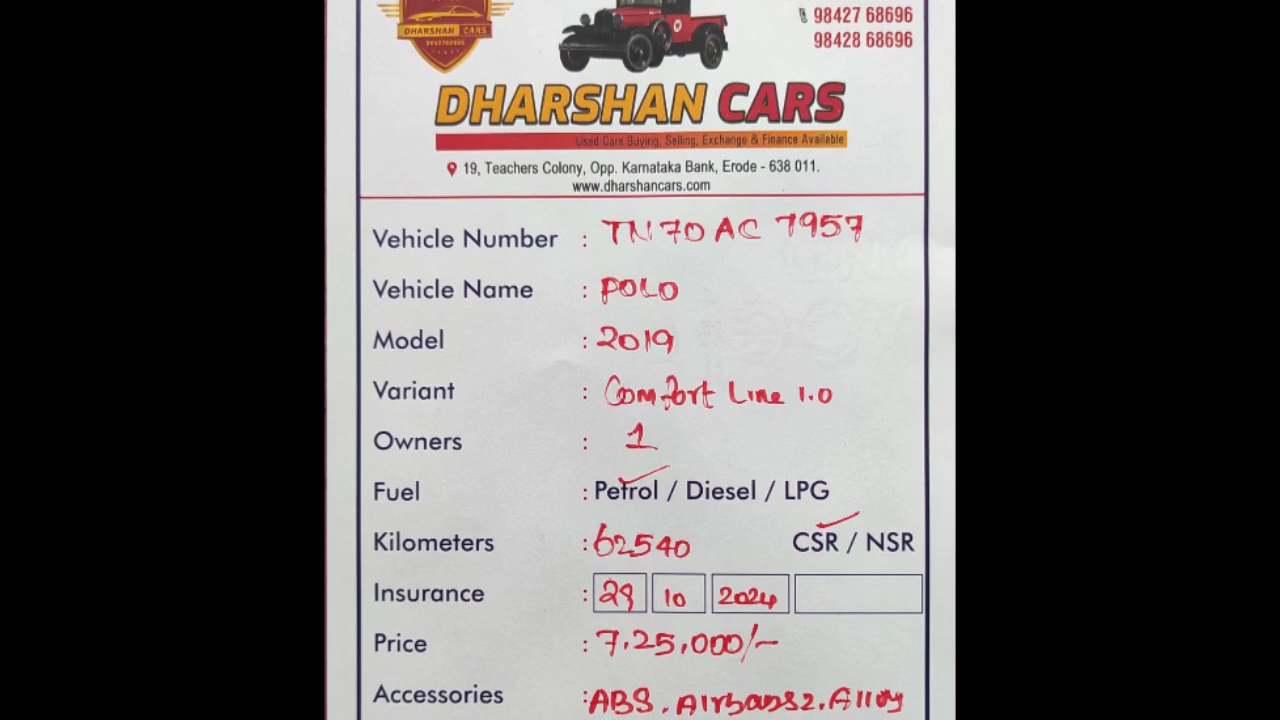 DHARSHAN CARS
9842768696
98427 68696
98428 68696
DHARSHAN CARS
Used Cars Buying, Selling, Exchange & Finance Available
19, Teachers Colony, Opp. Karnataka Bank, Erode - 638 011.
www.dharshancars.com
Vehicle Number : TN 70 AC 7957
Vehicle Name : POLO
Model : 2019
Variant : Comfort Line 1.0
Owners : 1
Fuel : Petrol / Diesel / LPG
Kilometers : 62540 CSR / NSR
Insurance : 29 10 2024
Price : 7,25,000/-
Accessories : ABS, Airbags 2, Alloy